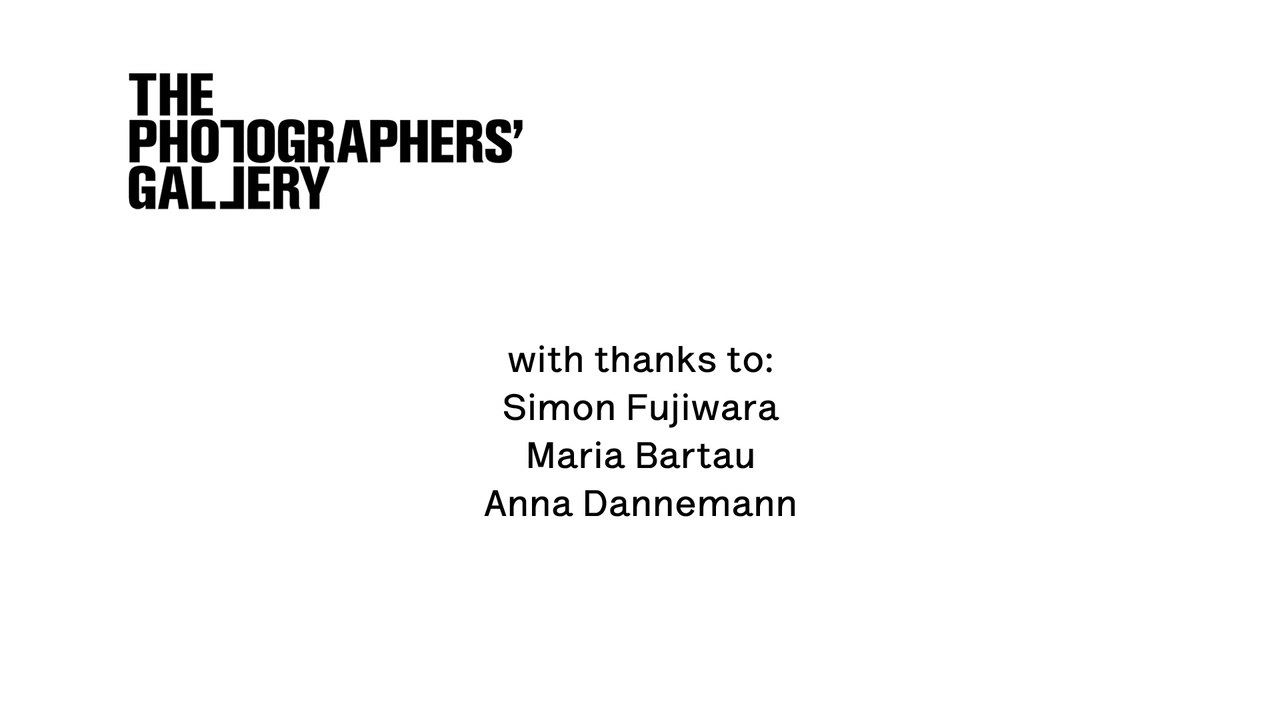 THE
PHOTOGRAPHERS’
GALLERY
with thanks to:
Simon Fujiwara
Maria Bartau
Anna Dannemann